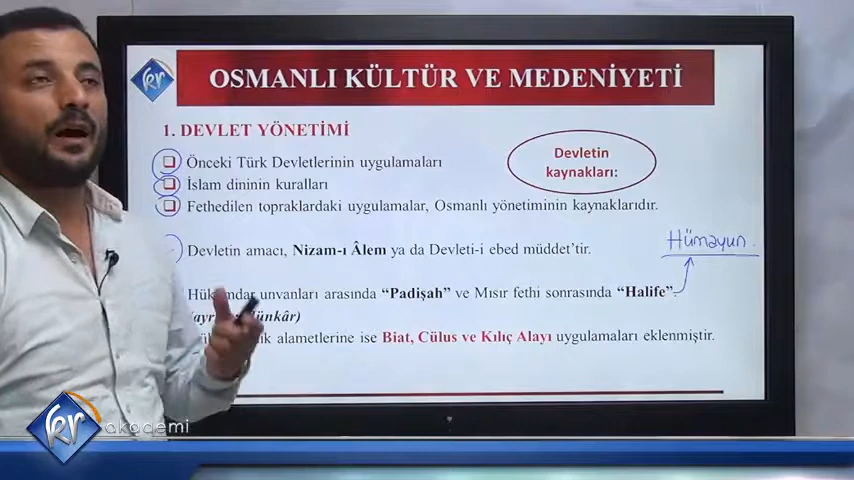 kr
OSMANLI KÜLTÜR VE MEDENİYETİ
1. DEVLET YÖNETİMİ
Devletin
kaynakları:
Önceki Türk Devletlerinin uygulamaları
İslam dininin kuralları
Fethedilen topraklardaki uygulamalar, Osmanlı yönetiminin kaynaklarıdır.
Hümayun.
Devletin amacı, Nizam-ı Âlem ya da Devleti-i ebed müddet’tir.
unvanları arasında “Padişah” ve Mısır fethi sonrasında “Halife”.
alametlerine ise Biat, Cülus ve Kılıç Alayı uygulamaları eklenmiştir.
kr akademi